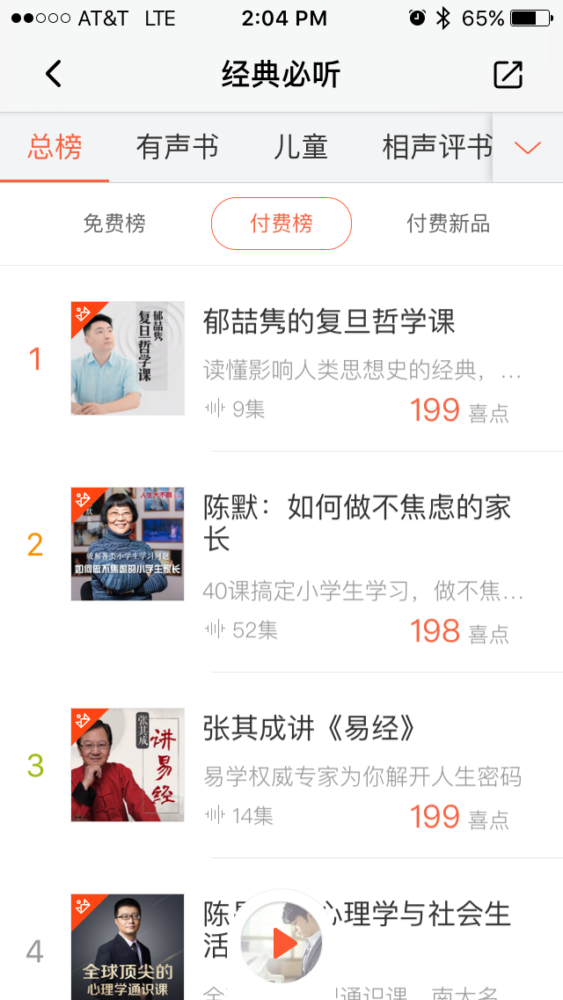 AT&T LTE 2:04 PM 65%
经典必听
总榜 有声书 儿童 相声评书
免费榜 付费榜 付费新品
1
郁喆隽
复旦哲学课
郁喆隽的复旦哲学课
读懂影响人类思想史的经典，...
9集
199 喜点
2
人生大不同
破解各类小学生学习问题
如何做不焦虑的小学生家长
陈默：如何做不焦虑的家
长
40课搞定小学生学习，做不焦...
52集
198 喜点
3
张其成
讲易经
张其成讲《易经》
易学权威专家为你解开人生密码
14集
199 喜点
4
全球顶尖的
心理学通识课
心理学与社会生
活
通识课，南大名